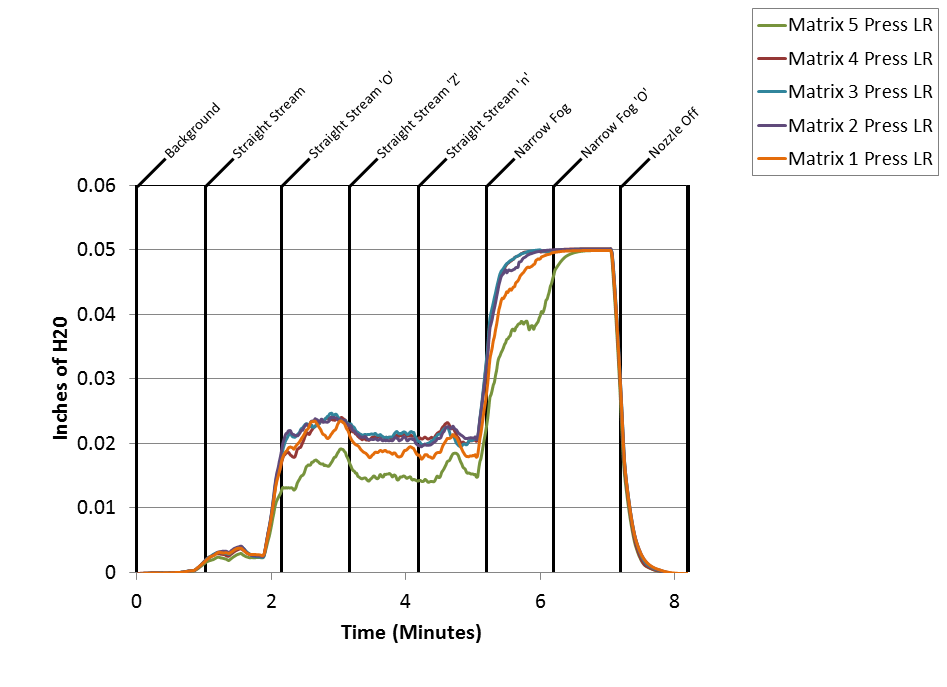 Matrix 5 Press LR
Matrix 4 Press LR
Matrix 3 Press LR
Matrix 2 Press LR
Matrix 1 Press LR
Background
Straight Stream
Straight Stream 'O'
Straight Stream 'Z'
Straight Stream 'n'
Narrow Fog
Narrow Fog 'O'
Nozzle Off
0.06
0.05
0.04
0.03
0.02
0.01
0
Inches of H20
0 2 4 6 8
Time (Minutes)